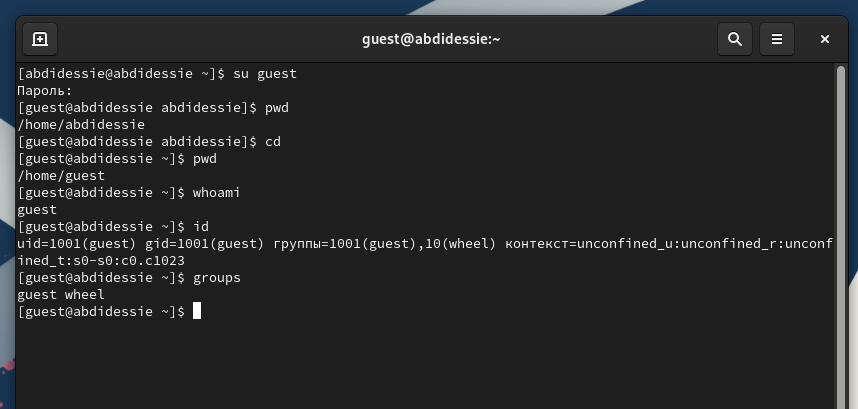 guest@abdidessie:~
[abdidessie@abdidessie ~]$ su guest
Пароль:
[guest@abdidessie abdidessie]$ pwd
/home/abdidessie
[guest@abdidessie abdidessie]$ cd
[guest@abdidessie ~]$ pwd
/home/guest
[guest@abdidessie ~]$ whoami
guest
[guest@abdidessie ~]$ id
uid=1001(guest) gid=1001(guest) группы=1001(guest),10(wheel) контекст=unconfined_u:unconfined_r:unconf
ined_t:s0-s0:c0.c1023
[guest@abdidessie ~]$ groups
guest wheel
[guest@abdidessie ~]$